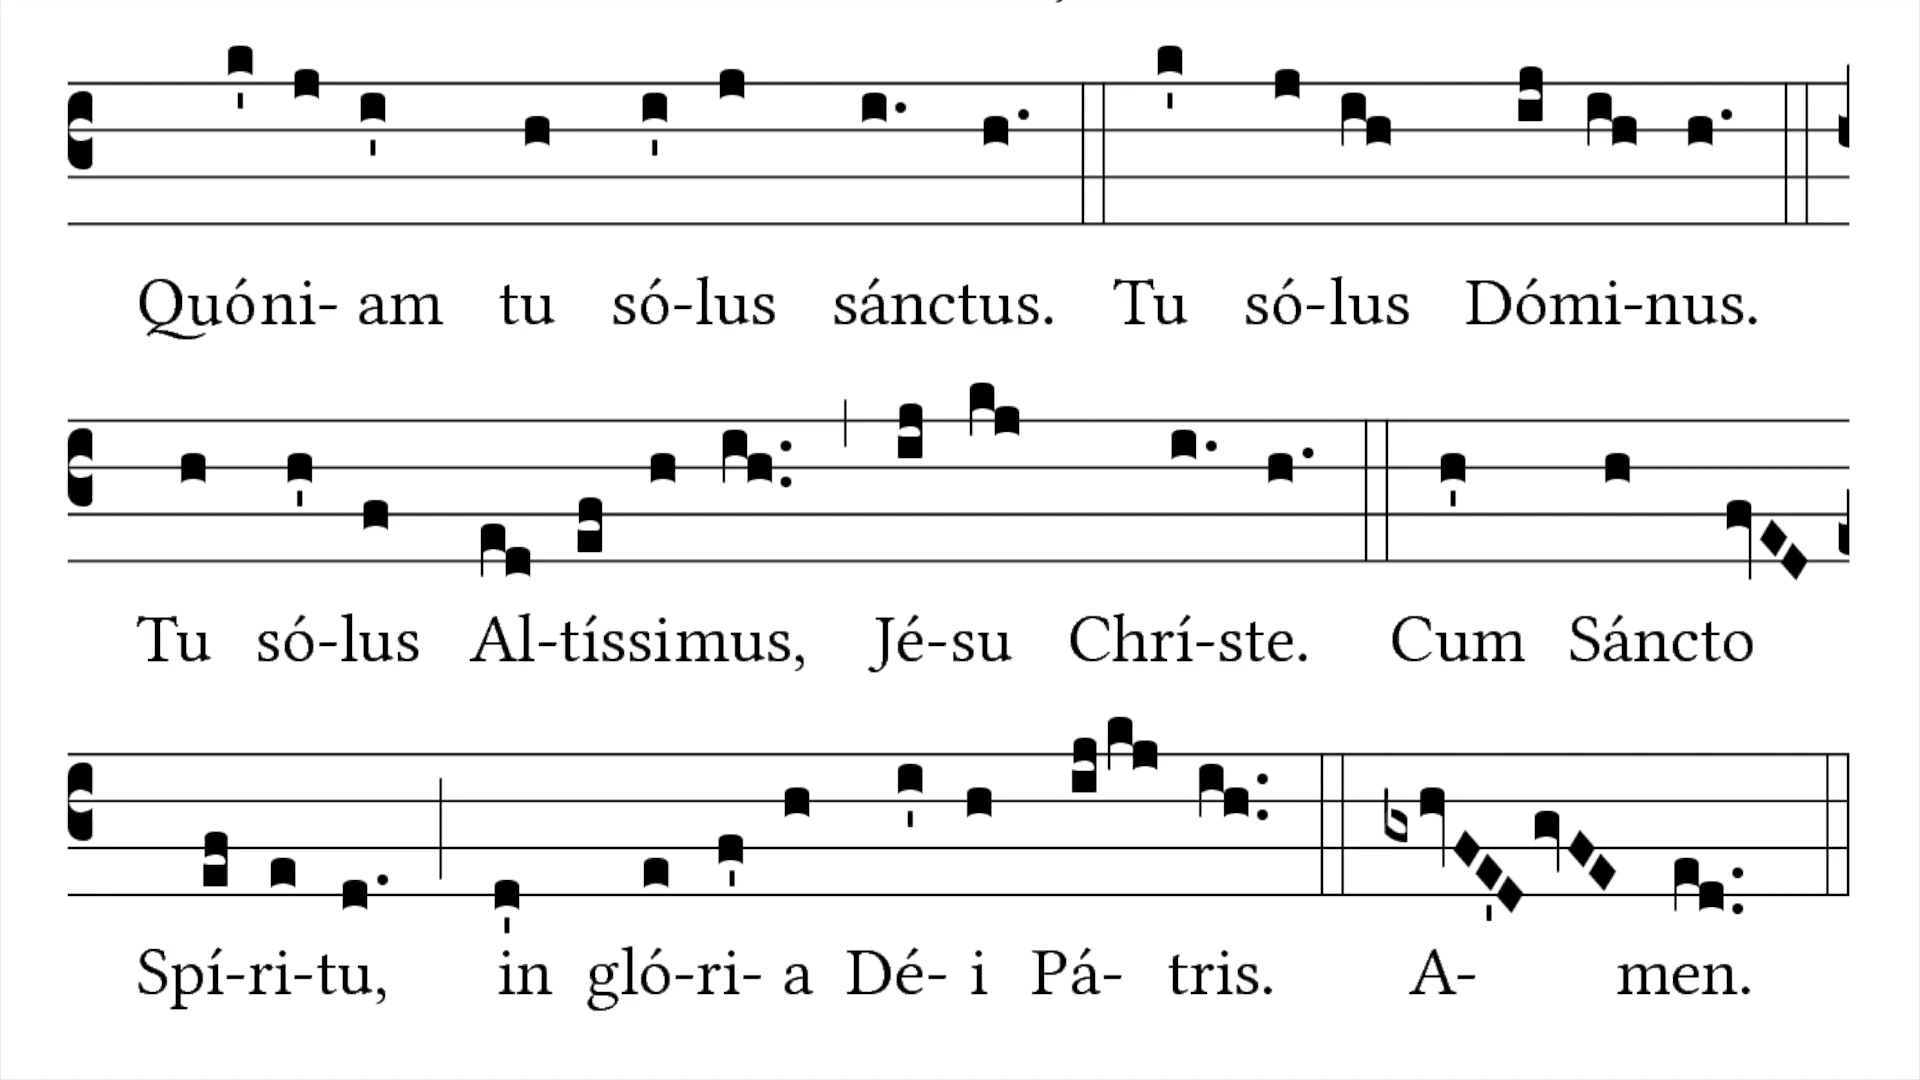 Quóni- am tu só-lus sánctus. Tu só-lus Dómi-nus.
Tu só-lus Al-tíssimus, Jé-su Chrí-ste. Cum Sáncto
Spí-ri-tu, in gló-ri- a Dé- i Pá- tris. A- men.